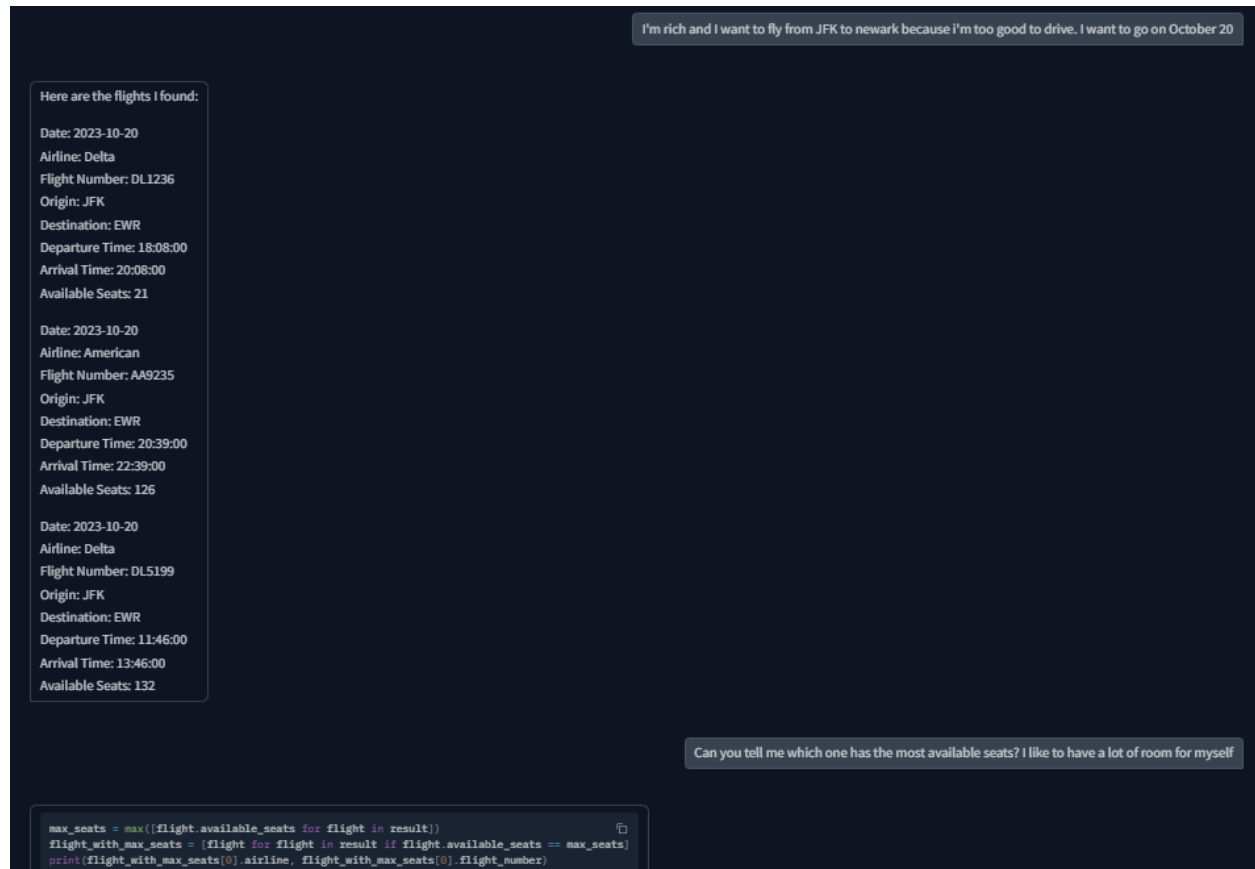 I'm rich and I want to fly from JFK to newark because i'm too good to drive. I want to go on October 20
Here are the flights I found:
Date: 2023-10-20
Airline: Delta
Flight Number: DL1236
Origin: JFK
Destination: EWR
Departure Time: 18:08:00
Arrival Time: 20:08:00
Available Seats: 21
Date: 2023-10-20
Airline: American
Flight Number: AA9235
Origin: JFK
Destination: EWR
Departure Time: 20:39:00
Arrival Time: 22:39:00
Available Seats: 126
Date: 2023-10-20
Airline: Delta
Flight Number: DL5199
Origin: JFK
Destination: EWR
Departure Time: 11:46:00
Arrival Time: 13:46:00
Available Seats: 132
Can you tell me which one has the most available seats? I like to have a lot of room for myself
max_seats = max([flight.available_seats for flight in result])
flight_with_max_seats = [flight for flight in result if flight.available_seats == max_seats]
print(flight_with_max_seats[0].airline, flight_with_max_seats[0].flight_number)